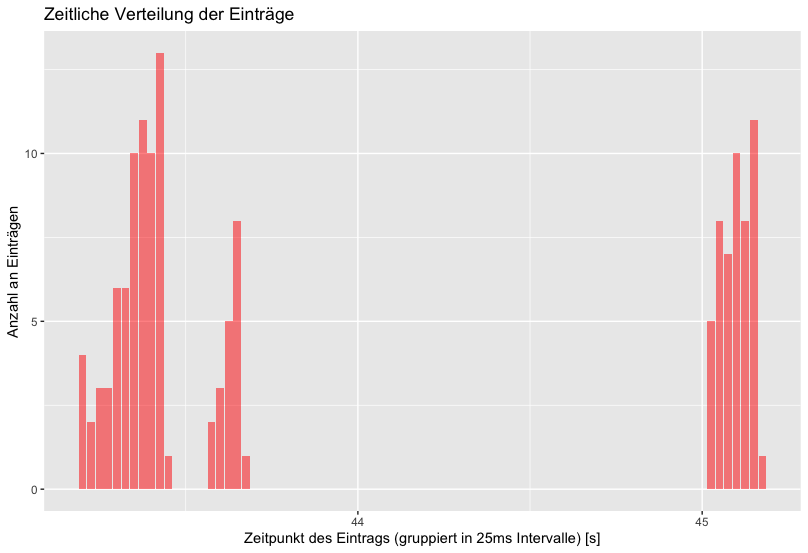 Zeitliche Verteilung der Einträge
Anzahl an Einträgen
10
5
0
44
45
Zeitpunkt des Eintrags (gruppiert in 25ms Intervalle) [s]